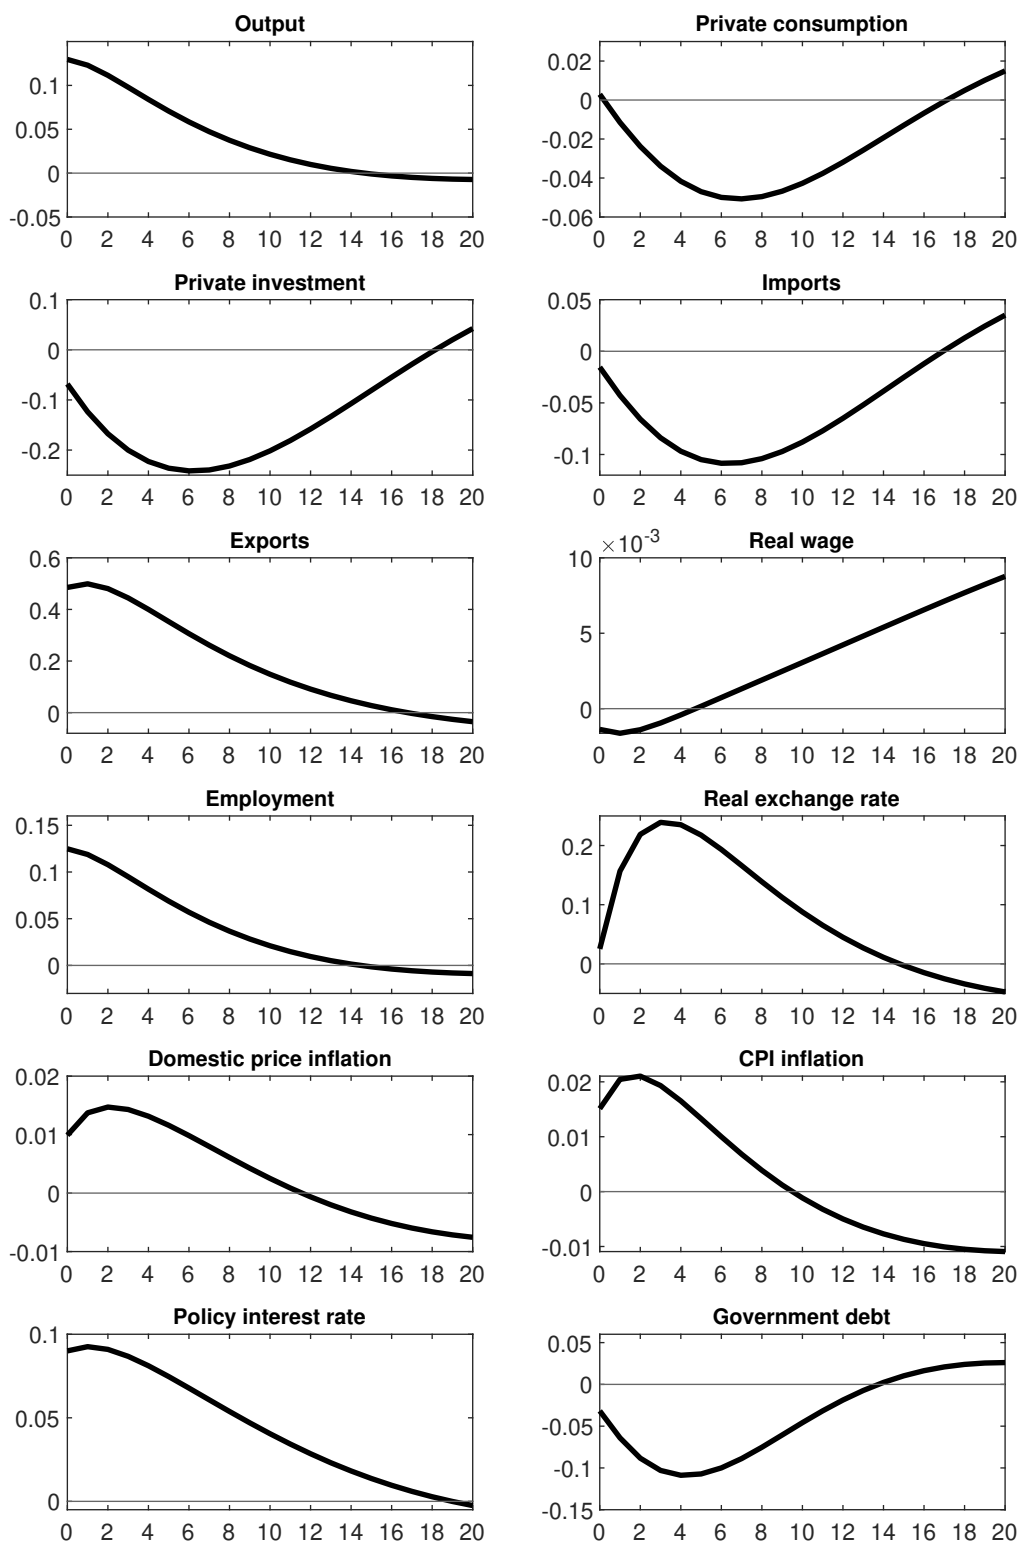 Output
0.1
0.05
0
-0.05
0 2 4 6 8 10 12 14 16 18 20
Private consumption
0.02
0
-0.02
-0.04
-0.06
0 2 4 6 8 10 12 14 16 18 20
Private investment
0.1
0
-0.1
-0.2
0 2 4 6 8 10 12 14 16 18 20
Imports
0.05
0
-0.05
-0.1
0 2 4 6 8 10 12 14 16 18 20
Exports
0.6
0.4
0.2
0
0 2 4 6 8 10 12 14 16 18 20
×10⁻³ Real wage
10
5
0
0 2 4 6 8 10 12 14 16 18 20
Employment
0.15
0.1
0.05
0
0 2 4 6 8 10 12 14 16 18 20
Real exchange rate
0.2
0.1
0
0 2 4 6 8 10 12 14 16 18 20
Domestic price inflation
0.02
0.01
0
-0.01
0 2 4 6 8 10 12 14 16 18 20
CPI inflation
0.02
0.01
0
-0.01
0 2 4 6 8 10 12 14 16 18 20
Policy interest rate
0.1
0.05
0
0 2 4 6 8 10 12 14 16 18 20
Government debt
0.05
0
-0.05
-0.1
-0.15
0 2 4 6 8 10 12 14 16 18 20